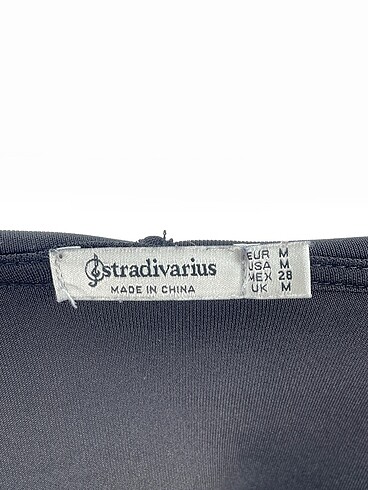 stradivarius
MADE IN CHINA
EUR M
USA M
MEX 28
UK M